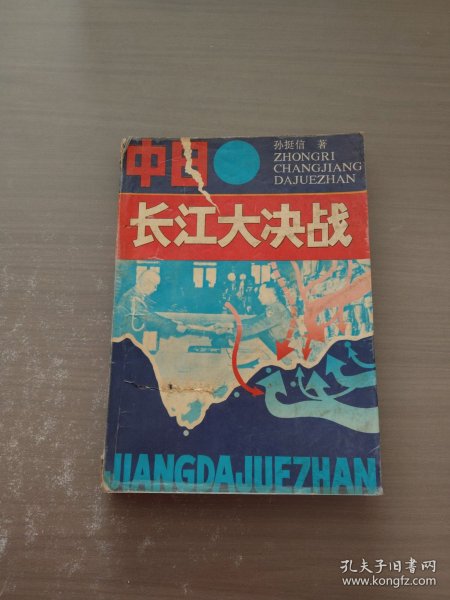 中日
孙挺信 著
ZHONGRI
CHANGJIANG
DAJUEZHAN
长江大决战
JIANGDAJUEZHAN
孔夫子旧书网
www.kongfz.com